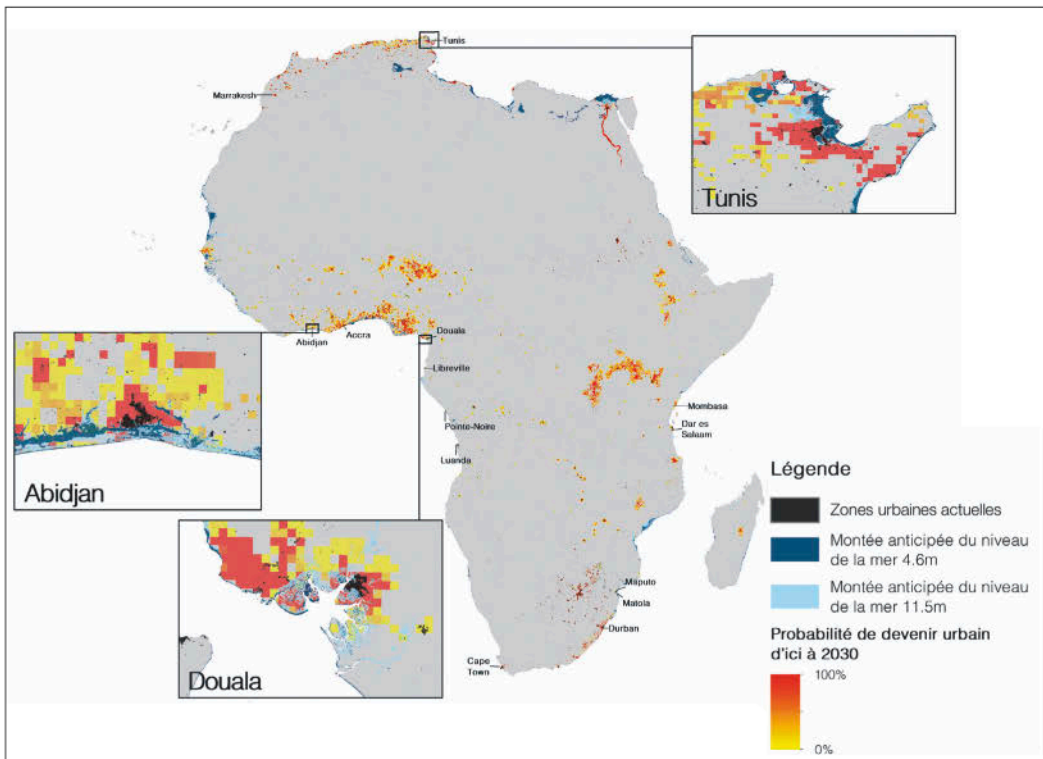 Tunis
Marrakosh
Tunis
Abidjan
Accra
Douala
Libreville
Pointe-Noire
Luanda
Mombasa
Dar es
Salaam
Abidjan
Douala
Maputo
Matola
Durban
Cape
Town
Légende
Zones urbaines actuelles
Montée anticipée du niveau
de la mer 4.6m
Montée anticipée du niveau
de la mer 11.5m
Probabilité de devenir urbain
d'ici à 2030
100%
0%